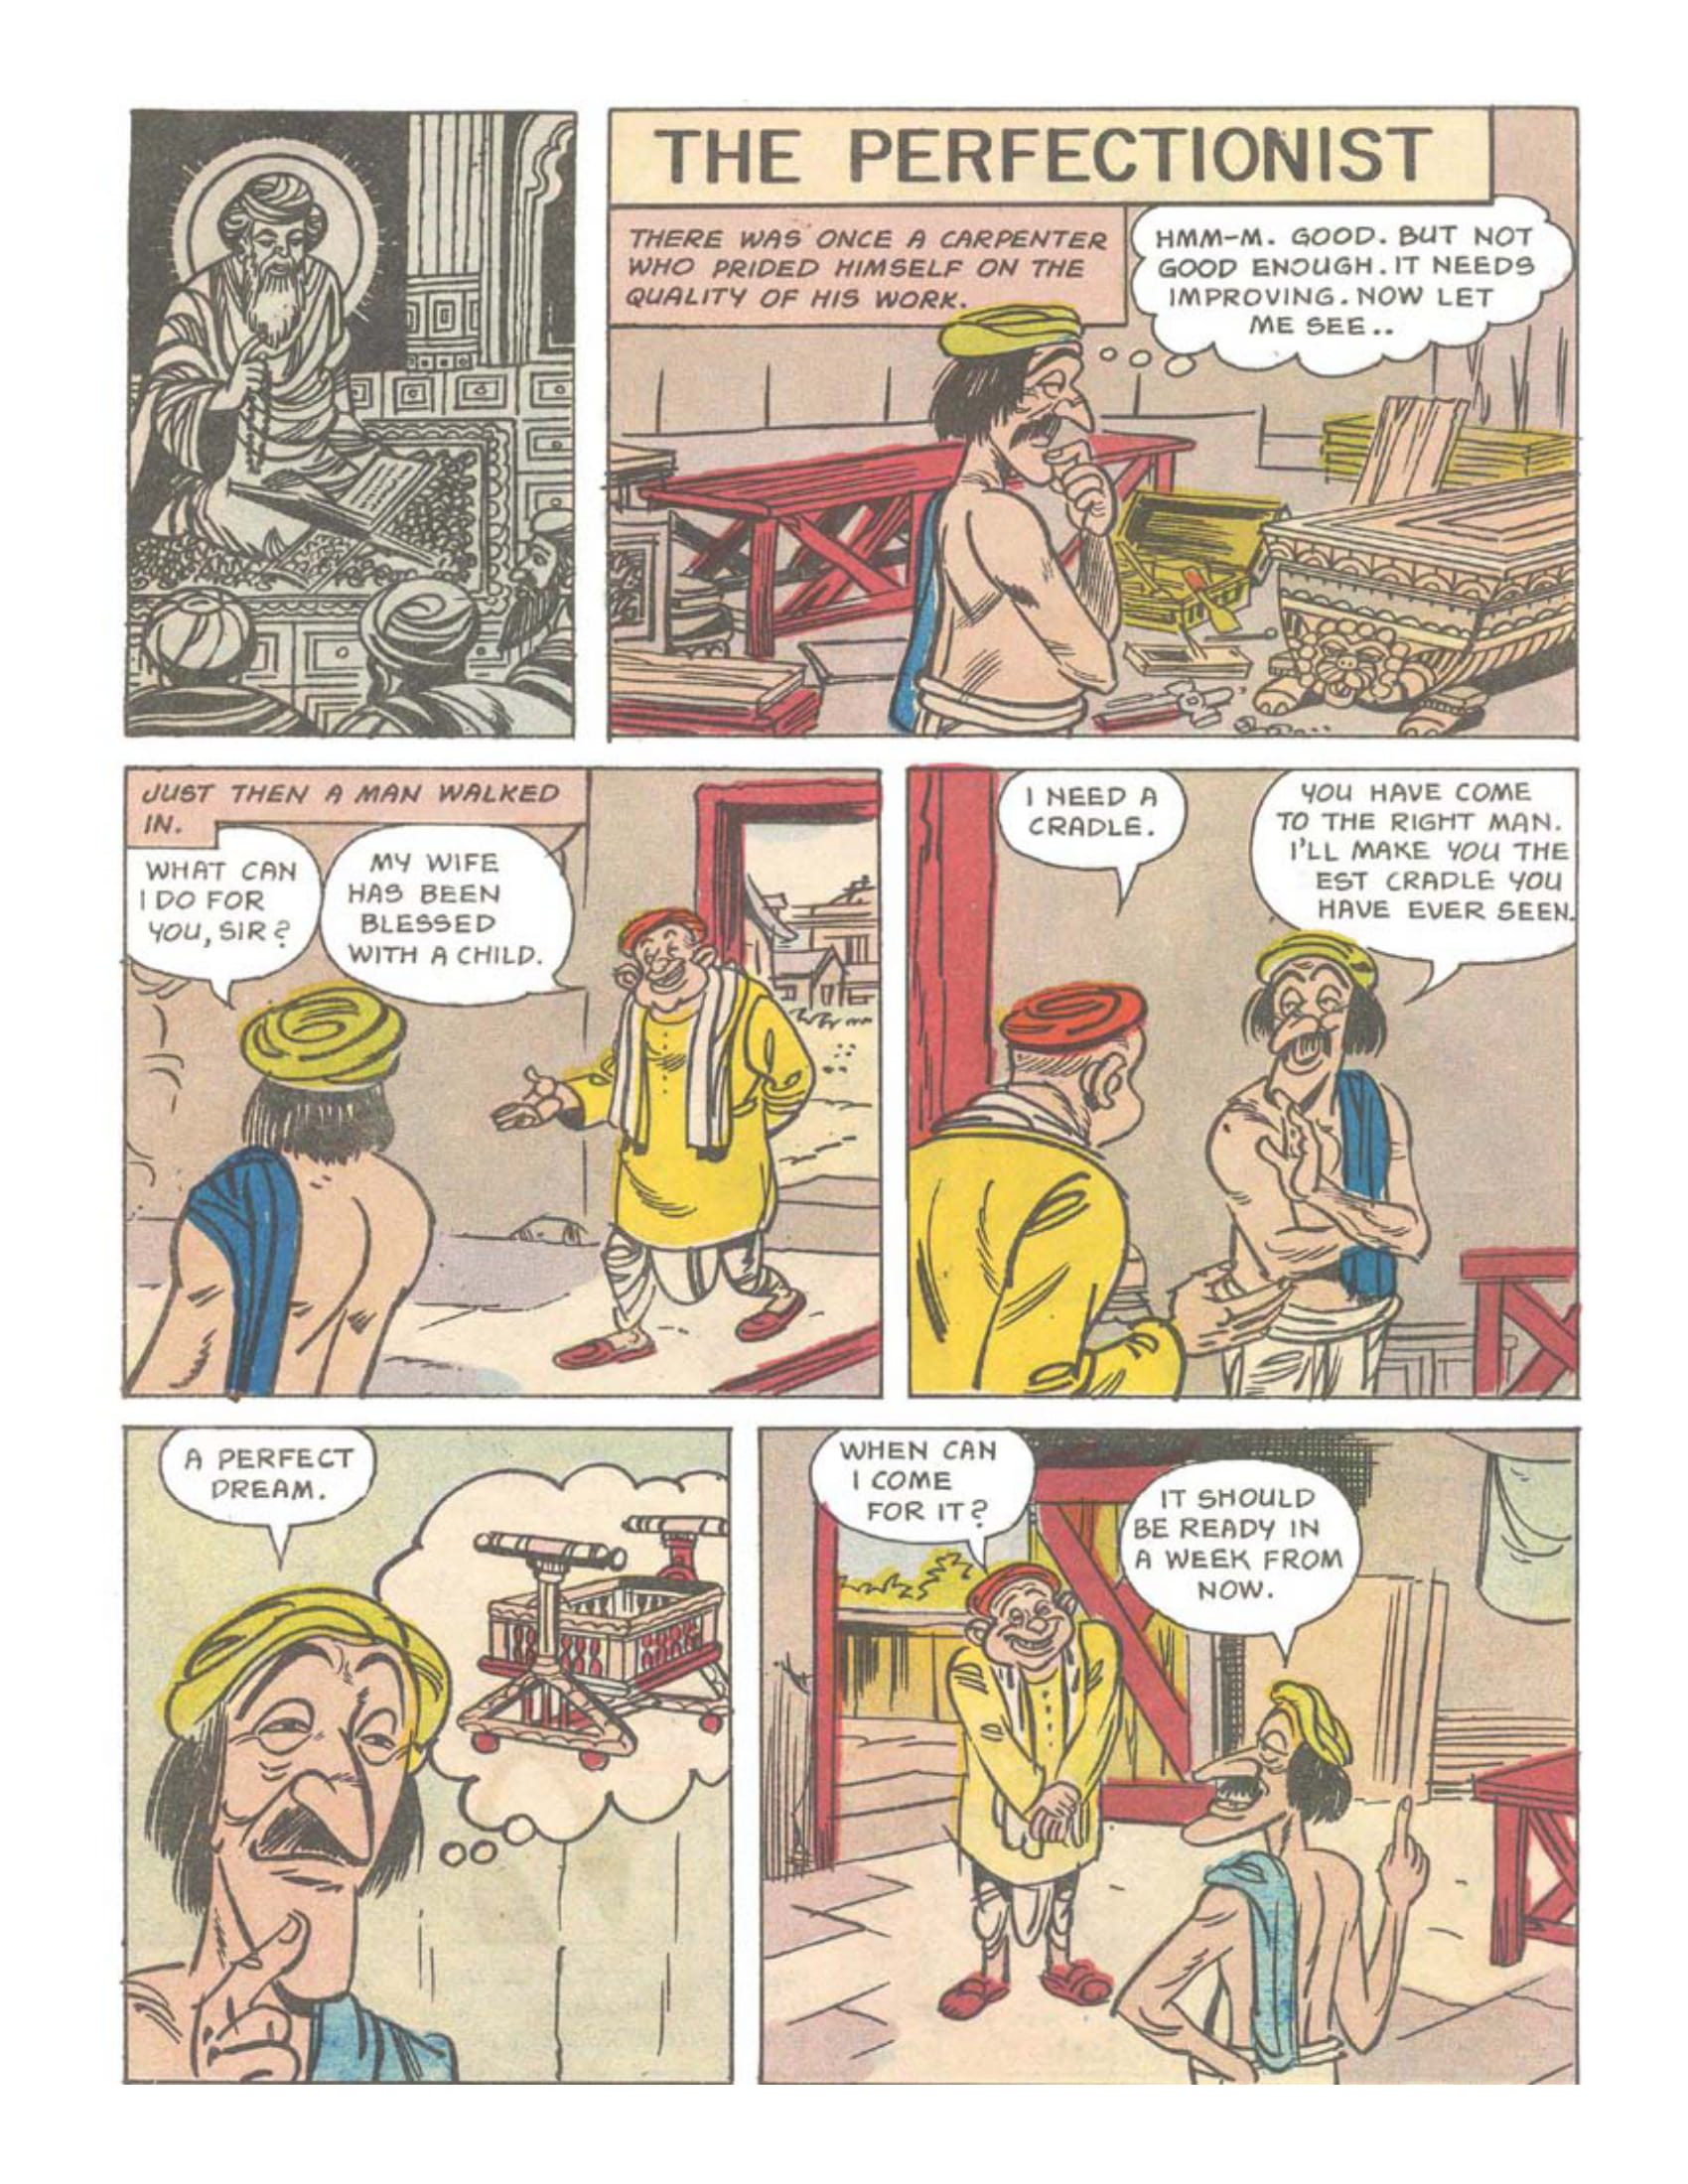 THE PERFECTIONIST
THERE WAS ONCE A CARPENTER
WHO PRIDED HIMSELF ON THE
QUALITY OF HIS WORK.
HMM-M. GOOD. BUT NOT
GOOD ENOUGH. IT NEEDS
IMPROVING. NOW LET
ME SEE..
JUST THEN A MAN WALKED
IN.
WHAT CAN
I DO FOR
YOU, SIR?
MY WIFE
HAS BEEN
BLESSED
WITH A CHILD.
I NEED A
CRADLE.
YOU HAVE COME
TO THE RIGHT MAN.
I'LL MAKE YOU THE
EST CRADLE YOU
HAVE EVER SEEN.
A PERFECT
DREAM.
WHEN CAN
I COME
FOR IT?
IT SHOULD
BE READY IN
A WEEK FROM
NOW.